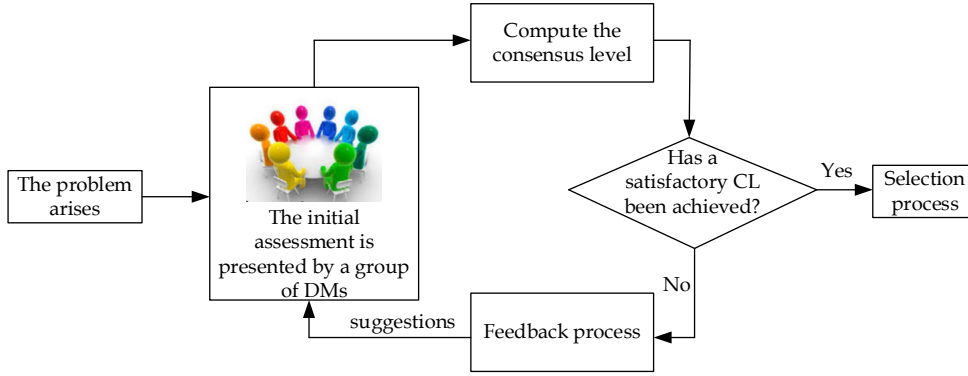 The problem
arises
The initial
assessment is
presented by a group
of DMs
Compute the
consensus level
Has a
satisfactory CL
been achieved?
Yes
Selection
process
No
Feedback process
suggestions